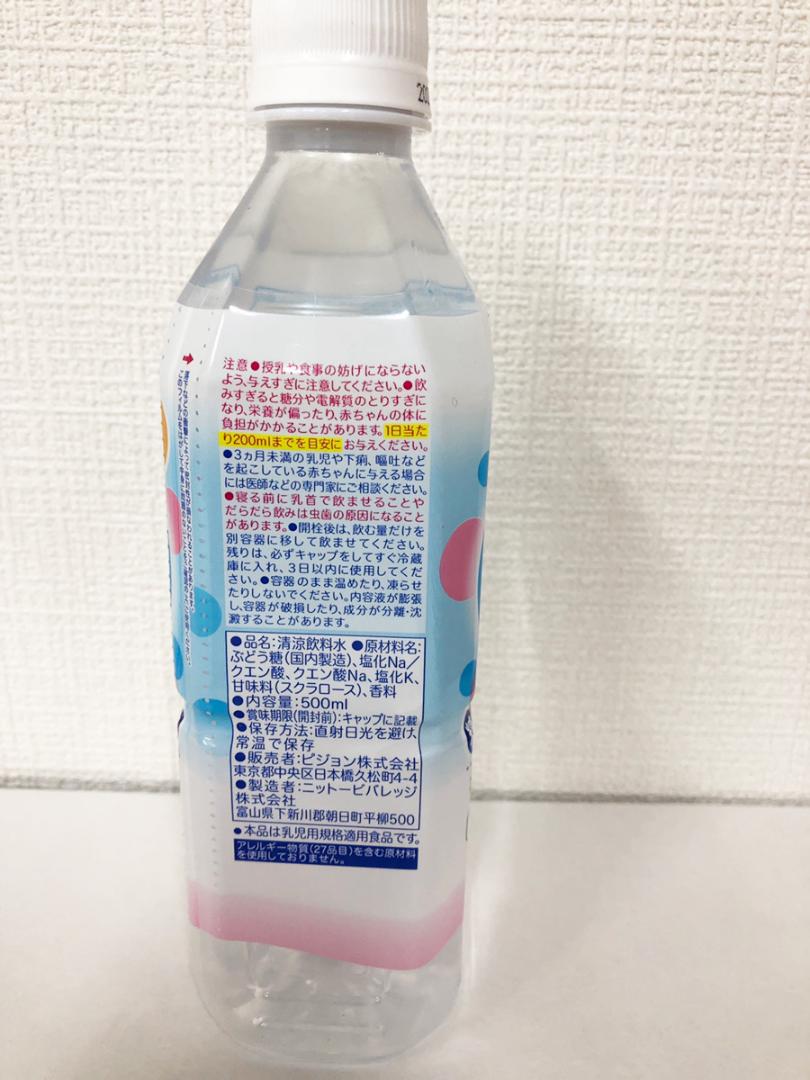 202
注意●授乳や食事の妨げにならない
よう、与えすぎに注意してください。●飲
みすぎると糖分や電解質のとりすぎに
なり、栄養が偏ったり、赤ちゃんの体に
負担がかかることがあります。1日当た
り200mlまでを目安にお与えください。
●3ヵ月未満の乳児や下痢、嘔吐など
を起こしている赤ちゃんに与える場合
には医師などの専門家にご相談ください。
●寝る前に乳首で飲ませることや
だらだら飲みは虫歯の原因になること
があります。●開栓後は、飲む量だけを
別容器に移して飲ませてください。
残りは、必ずキャップをしてすぐ冷蔵
庫に入れ、3日以内に使用してくだ
さい。●容器のまま温めたり、凍らせ
たりしないでください。内容液が膨張
し、容器が破損したり、成分が分離・沈
澱することがあります。
●品名:清涼飲料水 ●原材料名:
ぶどう糖(国内製造)、塩化Na/
クエン酸、クエン酸Na、塩化K、
甘味料(スクラロース)、香料
●内容量:500ml
●賞味期限(開封前):キャップに記載
●保存方法:直射日光を避け、
常温で保存
●販売者:ピジョン株式会社
東京都中央区日本橋久松町4-4
●製造者:ニットービバレッジ
株式会社
富山県下新川郡朝日町平柳500
●本品は乳児用規格適用食品です。
アレルギー物質(27品目)を含む原材料
を使用しておりません。